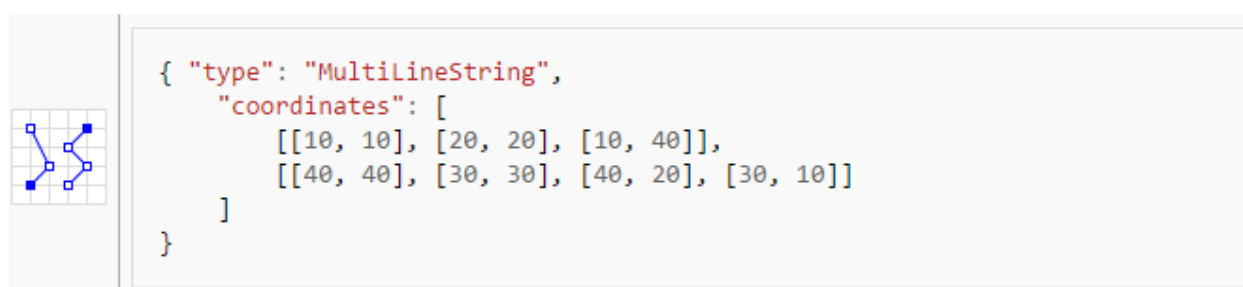 { "type": "MultiLineString",
    "coordinates": [
        [[10, 10], [20, 20], [10, 40]],
        [[40, 40], [30, 30], [40, 20], [30, 10]]
    ]
}